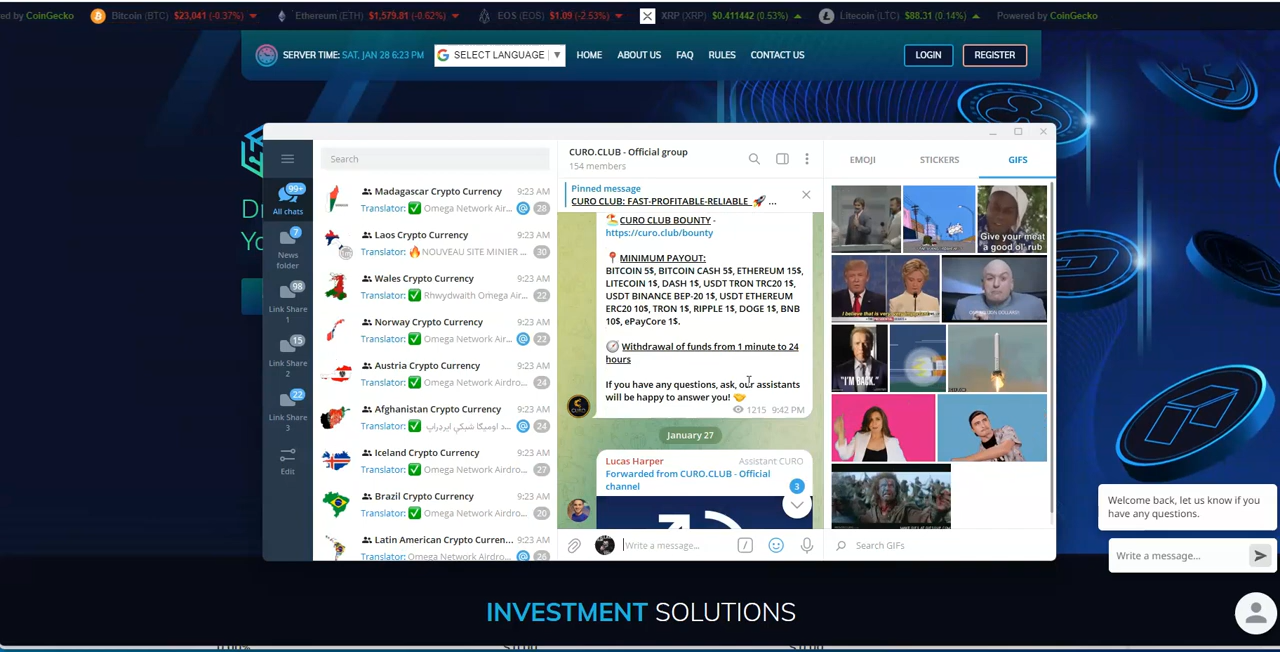 ed by CoinGecko
Bitcoin (BTC) $23,041 (-0.37%)
Ethereum (ETH) $1,579.81 (-0.62%)
EOS (EOS) $1.09 (-2.53%)
XRP (XRP) $0.411442 (0.53%)
Litecoin (LTC) $88.31 (0.14%)
Powered by CoinGecko
SERVER TIME: SAT, JAN 28 6:23 PM
SELECT LANGUAGE
HOME
ABOUT US
FAQ
RULES
CONTACT US
LOGIN
REGISTER
99+
All chats
7
News
folder
98
Link Share
1
15
Link Share
2
22
Link Share
3
Edit
Search
Madagascar Crypto Currency 9:23 AM
Translator: ✅ Omega Network Air... @ 28
Laos Crypto Currency 9:23 AM
Translator: 🔥NOUVEAU SITE MINIER ... 30
Wales Crypto Currency 9:23 AM
Translator: ✅ Rhwydwaith Omega Air... 22
Norway Crypto Currency 9:23 AM
Translator: ✅ Omega Network Air... @ 22
Austria Crypto Currency 9:23 AM
Translator: ✅ Omega Network Airdro... 24
Afghanistan Crypto Currency 9:23 AM
Translator: ✅ د اومیګا شبکې ایرډراپ... @ 24
Iceland Crypto Currency 9:23 AM
Translator: ✅ Omega Network Airdro... 27
Brazil Crypto Currency 9:23 AM
Translator: ✅ Omega Network Airdro... 20
Latin American Crypto Curren... 9:23 AM
Translator: Omega Network Airdro... @ 26
CURO.CLUB - Official group
154 members
Pinned message
CURO CLUB: FAST-PROFITABLE-RELIABLE 🚀 ...
CURO CLUB BOUNTY -
https://curo.club/bounty
📍 MINIMUM PAYOUT:
BITCOIN 5$, BITCOIN CASH 5$, ETHEREUM 15$,
LITECOIN 1$, DASH 1$, USDT TRON TRC20 1$,
USDT BINANCE BEP-20 1$, USDT ETHEREUM
ERC20 10$, TRON 1$, RIPPLE 1$, DOGE 1$, BNB
10$, ePayCore 1$.
Withdrawal of funds from 1 minute to 24
hours
If you have any questions, ask, our assistants
will be happy to answer you! 🤝
1215 9:42 PM
CURO
January 27
Lucas Harper Assistant CURO
Forwarded from CURO.CLUB - Official
channel
3
Write a message...
EMOJI
STICKERS
GIFS
Give your meat
a good ol' rub
"I'M BACK."
Search GIFs
Welcome back, let us know if you
have any questions.
Write a message...
INVESTMENT SOLUTIONS